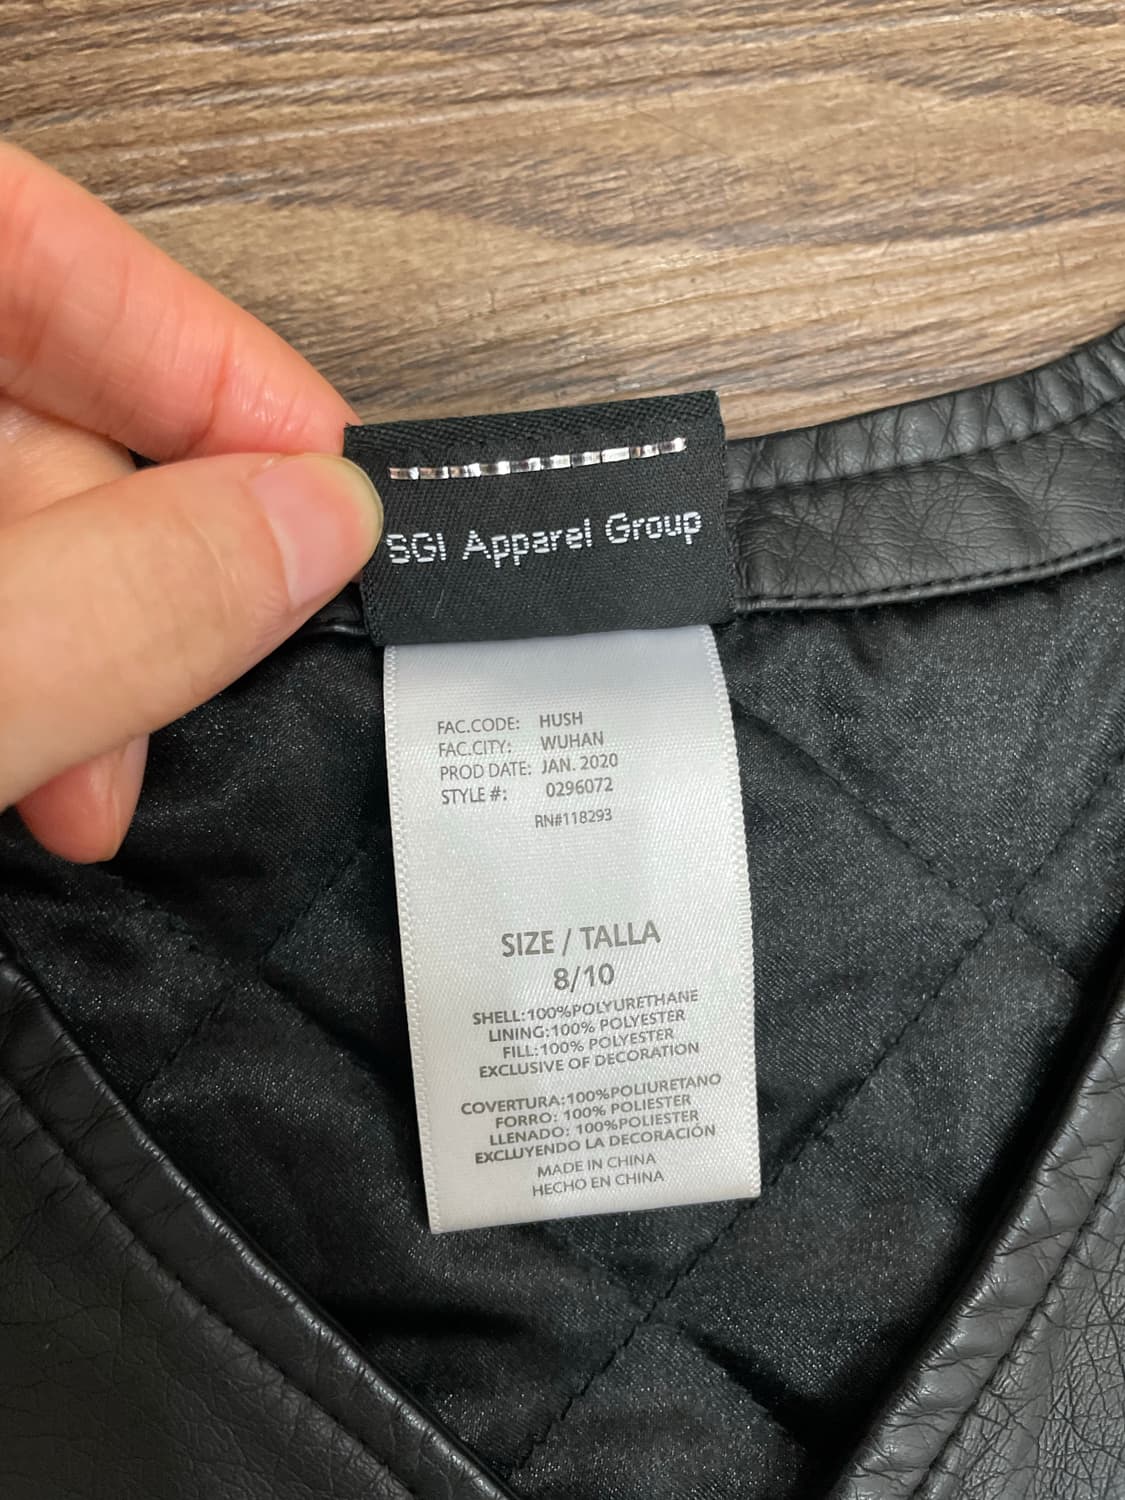 SGI Apparel Group
FAC.CODE: HUSH
FAC.CITY: WUHAN
PROD DATE: JAN. 2020
STYLE #: 0296072
RN#118293
SIZE / TALLA
8/10
SHELL:100%POLYURETHANE
LINING:100% POLYESTER
FILL:100% POLYESTER
EXCLUSIVE OF DECORATION
COVERTURA:100%POLIURETANO
FORRO: 100% POLIESTER
LLENADO: 100%POLIESTER
EXCLUYENDO LA DECORACIÓN
MADE IN CHINA
HECHO EN CHINA